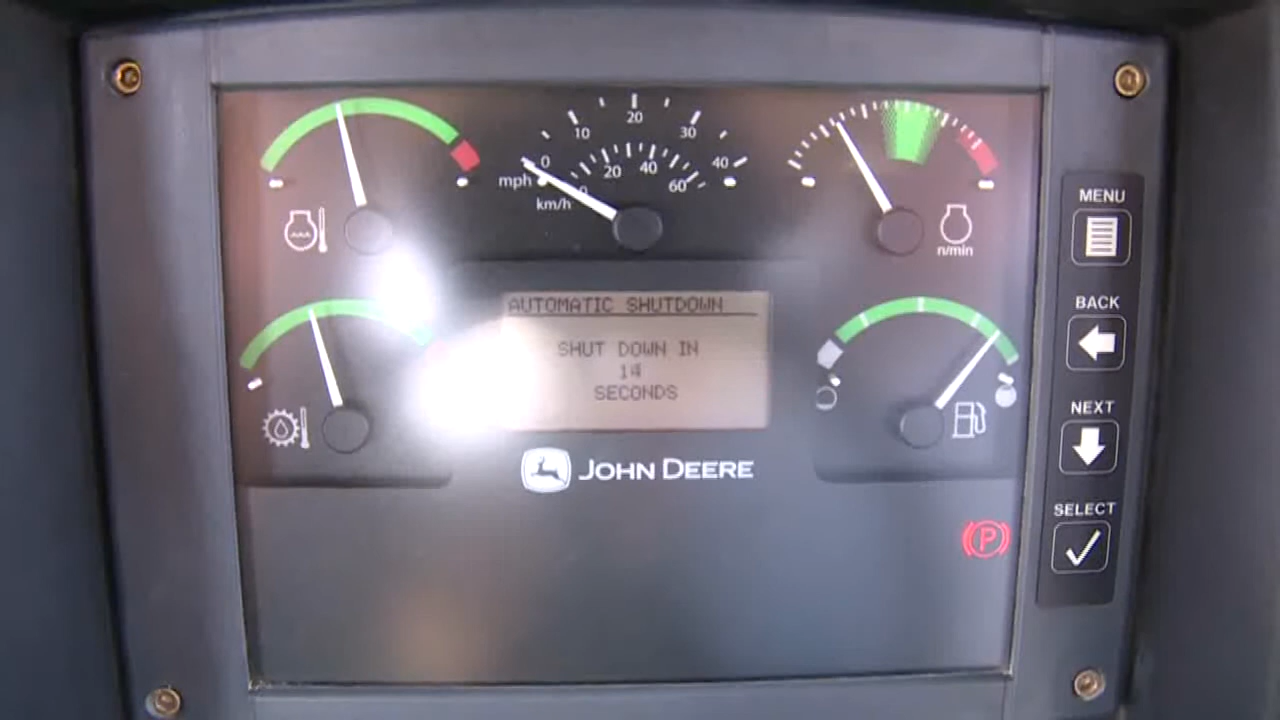 10
20
30
0
40
mph
20
40
60
0
km/h
n/min
MENU
BACK
AUTOMATIC SHUTDOWN
SHUT DOWN IN
14
SECONDS
NEXT
JOHN DEERE
SELECT
P